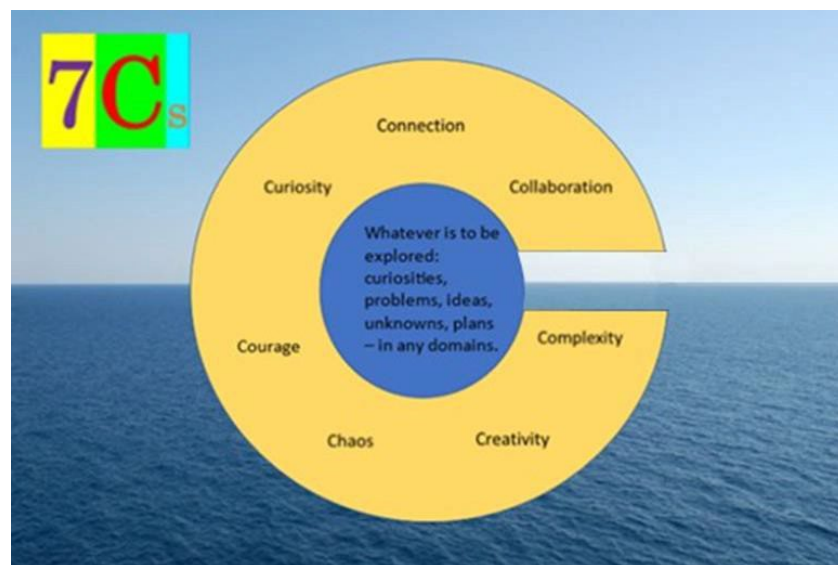 7Cs
Connection
Curiosity
Collaboration
Whatever is to be
explored:
curiosities,
problems, ideas,
unknowns, plans
– in any domains.
Courage
Complexity
Chaos
Creativity